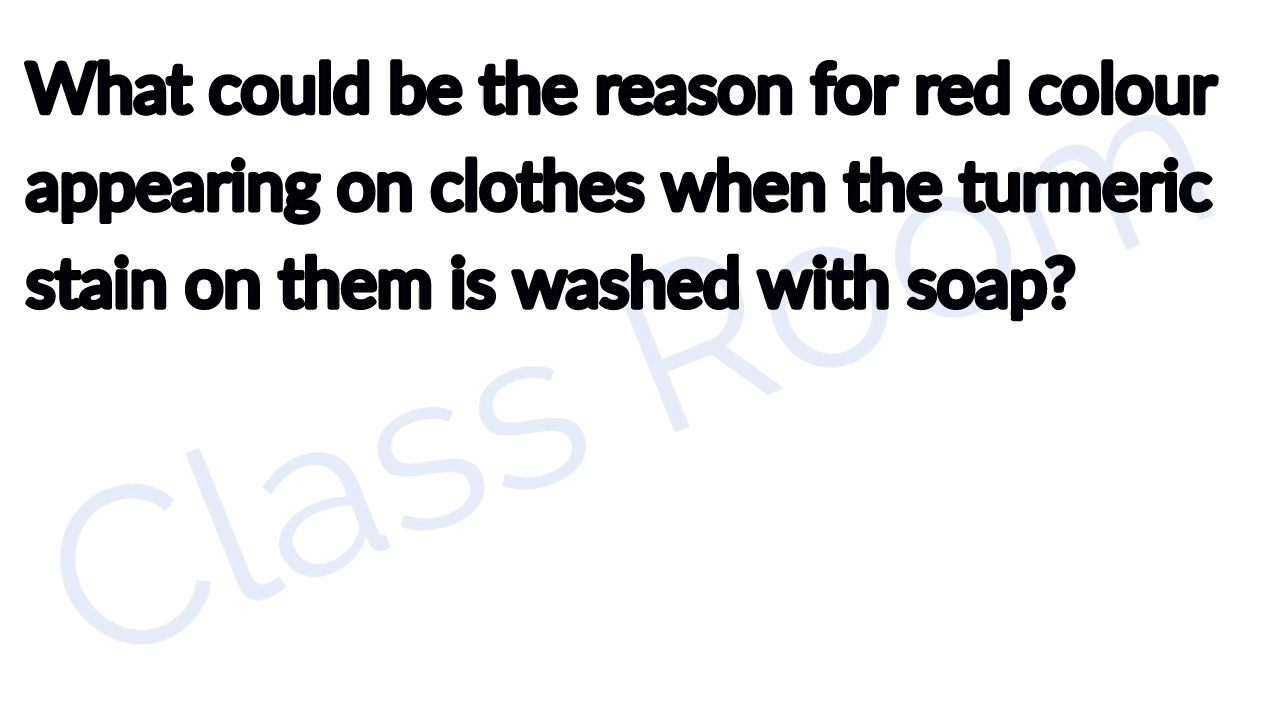 What could be the reason for red colour
appearing on clothes when the turmeric
stain on them is washed with soap?
Class Room